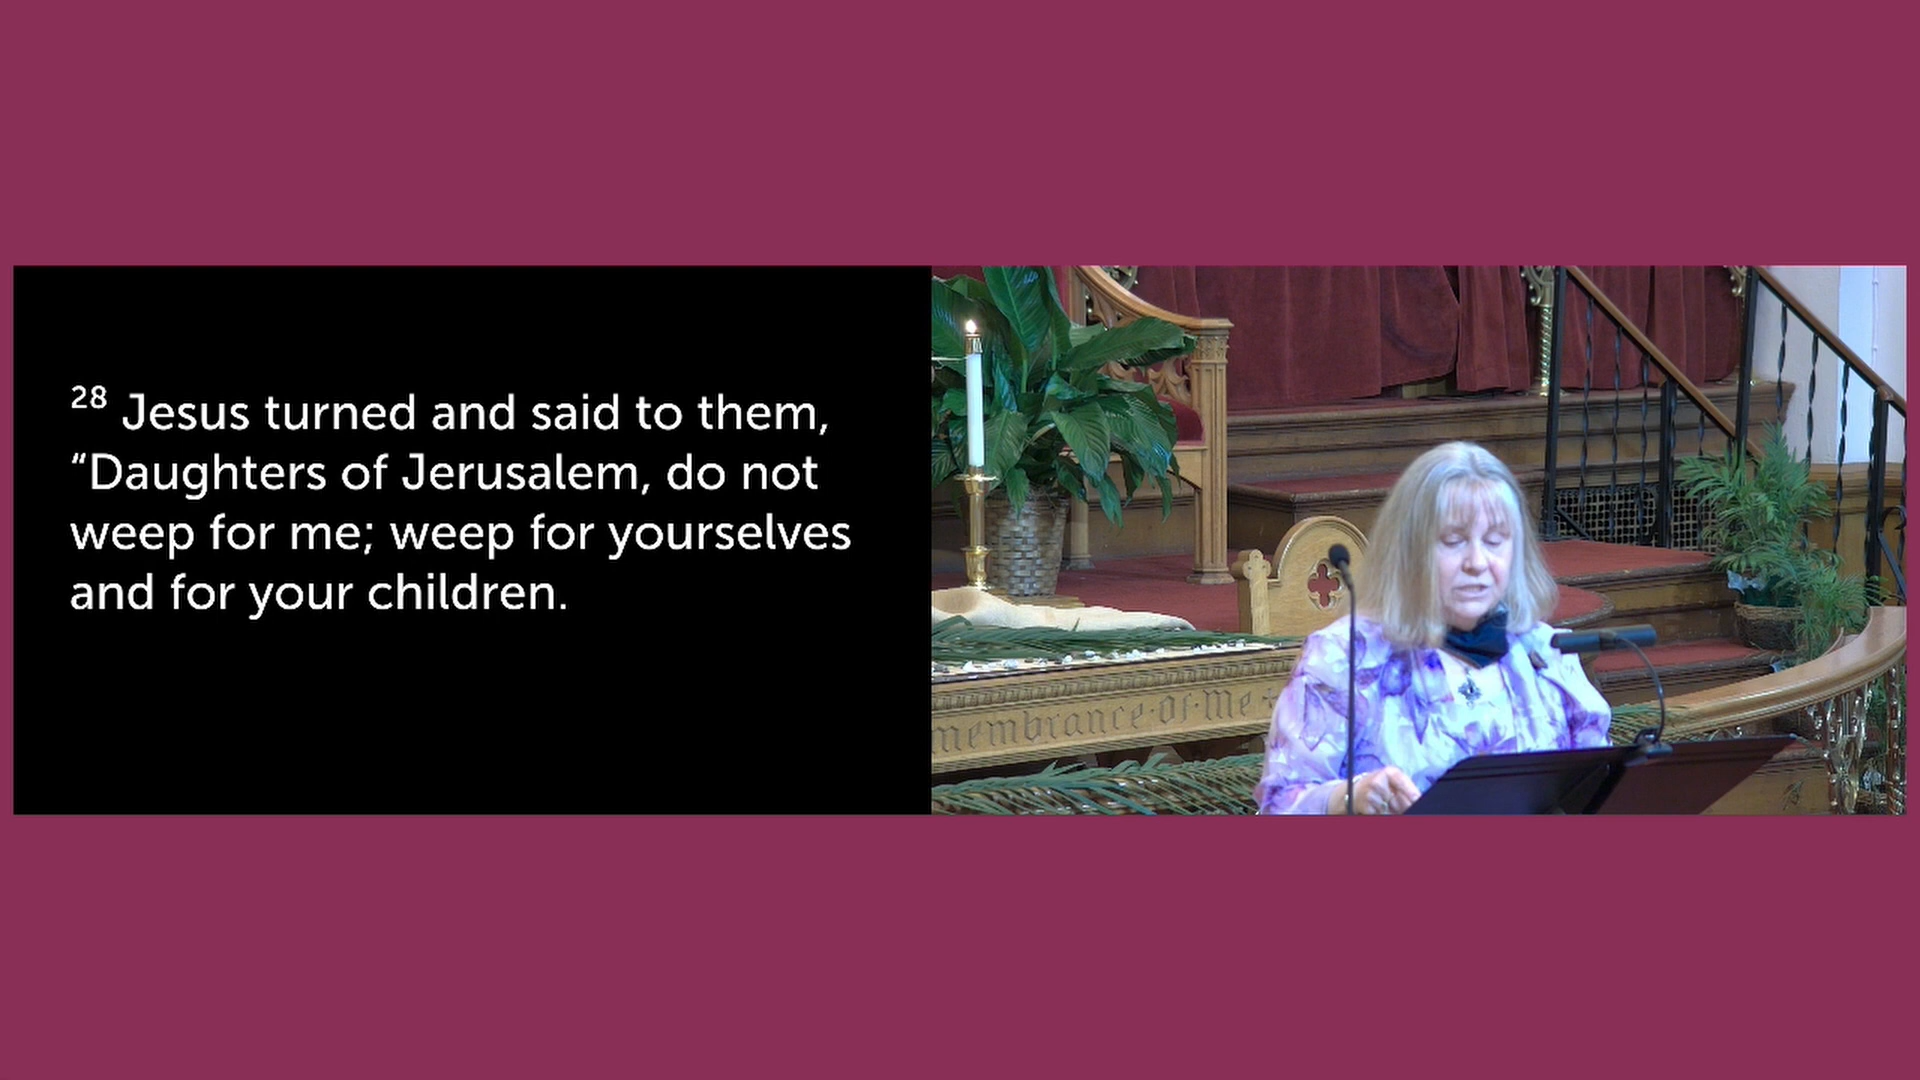 28 Jesus turned and said to them,
“Daughters of Jerusalem, do not
weep for me; weep for yourselves
and for your children.
membrance·Of·Me